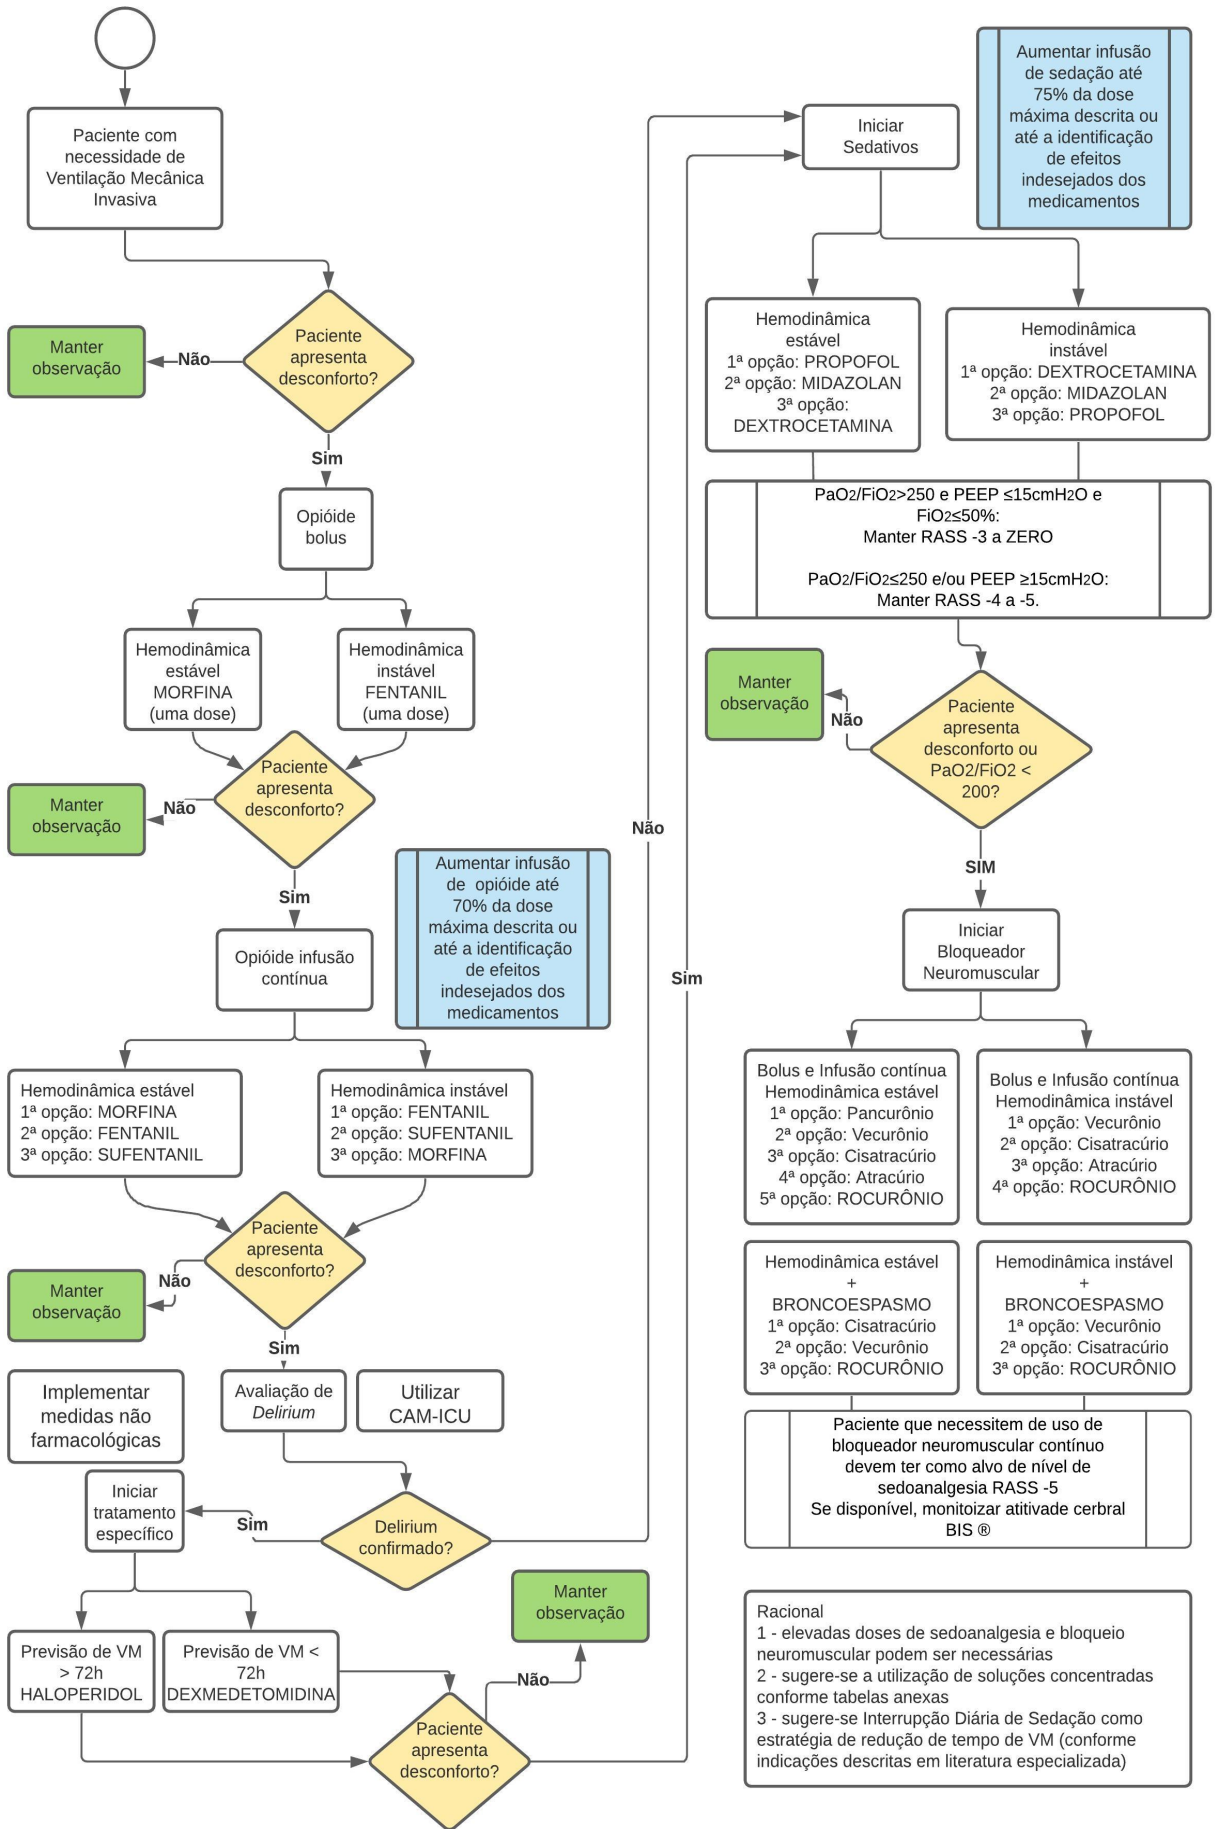 Paciente com
necessidade de
Ventilação Mecânica
Invasiva
Paciente
apresenta
desconforto?
Não
Manter
observação
Sim
Opióide
bolus
Hemodinâmica
estável
MORFINA
(uma dose)
Hemodinâmica
instável
FENTANIL
(uma dose)
Paciente
apresenta
desconforto?
Não
Manter
observação
Sim
Opióide infusão
contínua
Aumentar infusão
de opióide até
70% da dose
máxima descrita ou
até a identificação
de efeitos
indesejados dos
medicamentos
Hemodinâmica estável
1ª opção: MORFINA
2ª opção: FENTANIL
3ª opção: SUFENTANIL
Hemodinâmica instável
1ª opção: FENTANIL
2ª opção: SUFENTANIL
3ª opção: MORFINA
Paciente
apresenta
desconforto?
Não
Manter
observação
Sim
Avaliação de
Delirium
Utilizar
CAM-ICU
Implementar
medidas não
farmacológicas
Delirium
confirmado?
Sim
Iniciar
tratamento
específico
Previsão de VM
> 72h
HALOPERIDOL
Previsão de VM <
72h
DEXMEDETOMIDINA
Paciente
apresenta
desconforto?
Não
Manter
observação
Não
Sim
Iniciar
Sedativos
Aumentar infusão
de sedação até
75% da dose
máxima descrita ou
até a identificação
de efeitos
indesejados dos
medicamentos
Hemodinâmica
estável
1ª opção: PROPOFOL
2ª opção: MIDAZOLAN
3ª opção:
DEXTROCETAMINA
Hemodinâmica
instável
1ª opção: DEXTROCETAMINA
2ª opção: MIDAZOLAN
3ª opção: PROPOFOL
PaO2/FiO2>250 e PEEP ≤15cmH2O e
FiO2≤50%:
Manter RASS -3 a ZERO
PaO2/FiO2≤250 e/ou PEEP ≥15cmH2O:
Manter RASS -4 a -5.
Paciente
apresenta
desconforto ou
PaO2/FiO2 <
200?
Não
Manter
observação
SIM
Iniciar
Bloqueador
Neuromuscular
Bolus e Infusão contínua
Hemodinâmica estável
1ª opção: Pancurônio
2ª opção: Vecurônio
3ª opção: Cisatracúrio
4ª opção: Atracúrio
5ª opção: ROCURÔNIO
Bolus e Infusão contínua
Hemodinâmica instável
1ª opção: Vecurônio
2ª opção: Cisatracúrio
3ª opção: Atracúrio
4ª opção: ROCURÔNIO
Hemodinâmica estável
+
BRONCOESPASMO
1ª opção: Cisatracúrio
2ª opção: Vecurônio
3ª opção: ROCURÔNIO
Hemodinâmica instável
+
BRONCOESPASMO
1ª opção: Vecurônio
2ª opção: Cisatracúrio
3ª opção: ROCURÔNIO
Paciente que necessitem de uso de
bloqueador neuromuscular contínuo
devem ter como alvo de nível de
sedoanalgesia RASS -5
Se disponível, monitoizar atitivade cerbral
BIS ®
Racional
1 - elevadas doses de sedoanalgesia e bloqueio
neuromuscular podem ser necessárias
2 - sugere-se a utilização de soluções concentradas
conforme tabelas anexas
3 - sugere-se Interrupção Diária de Sedação como
estratégia de redução de tempo de VM (conforme
indicações descritas em literatura especializada)